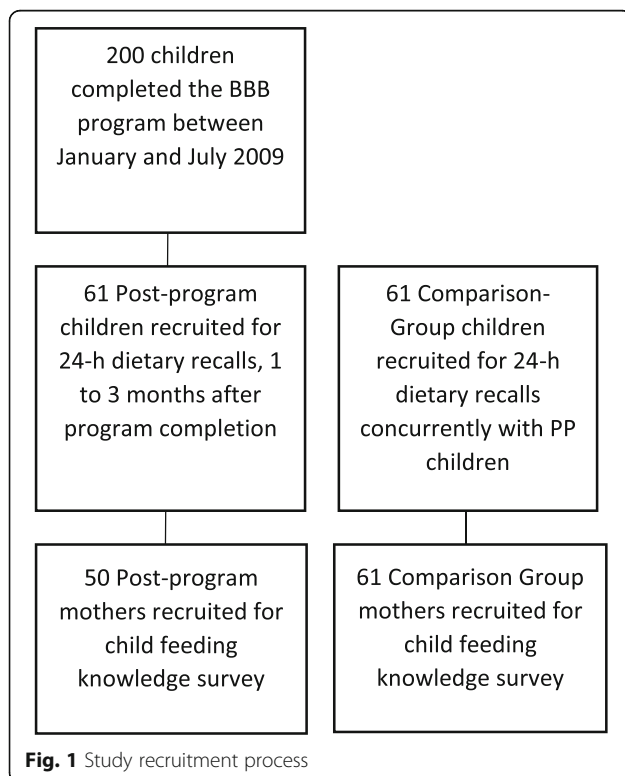 200 children
completed the BBB
program between
January and July 2009
61 Post-program
children recruited for
24-h dietary recalls, 1
to 3 months after
program completion
61 Comparison-
Group children
recruited for 24-h
dietary recalls
concurrently with PP
children
50 Post-program
mothers recruited for
child feeding
knowledge survey
61 Comparison Group
mothers recruited for
child feeding
knowledge survey
Fig. 1 Study recruitment process